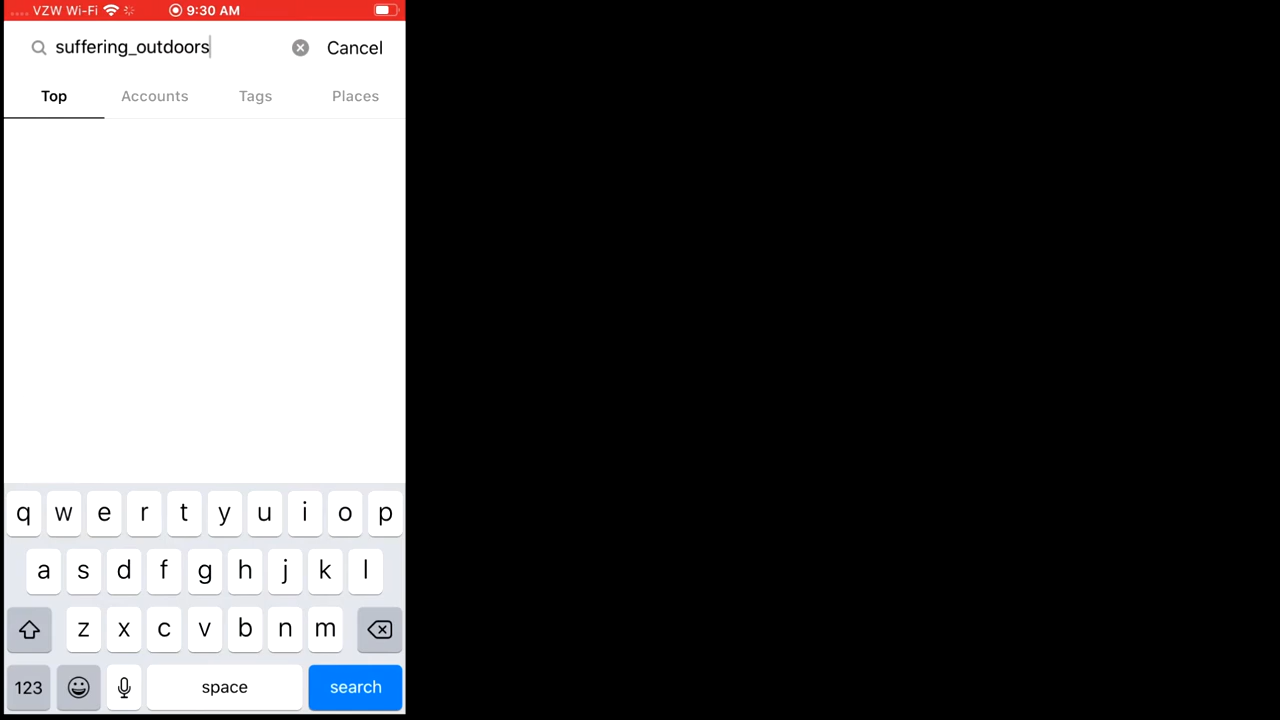 VZW Wi-Fi 9:30 AM
suffering_outdoors Cancel
Top Accounts Tags Places
q w e r t y u i o p
a s d f g h j k l
z x c v b n m
123 space search